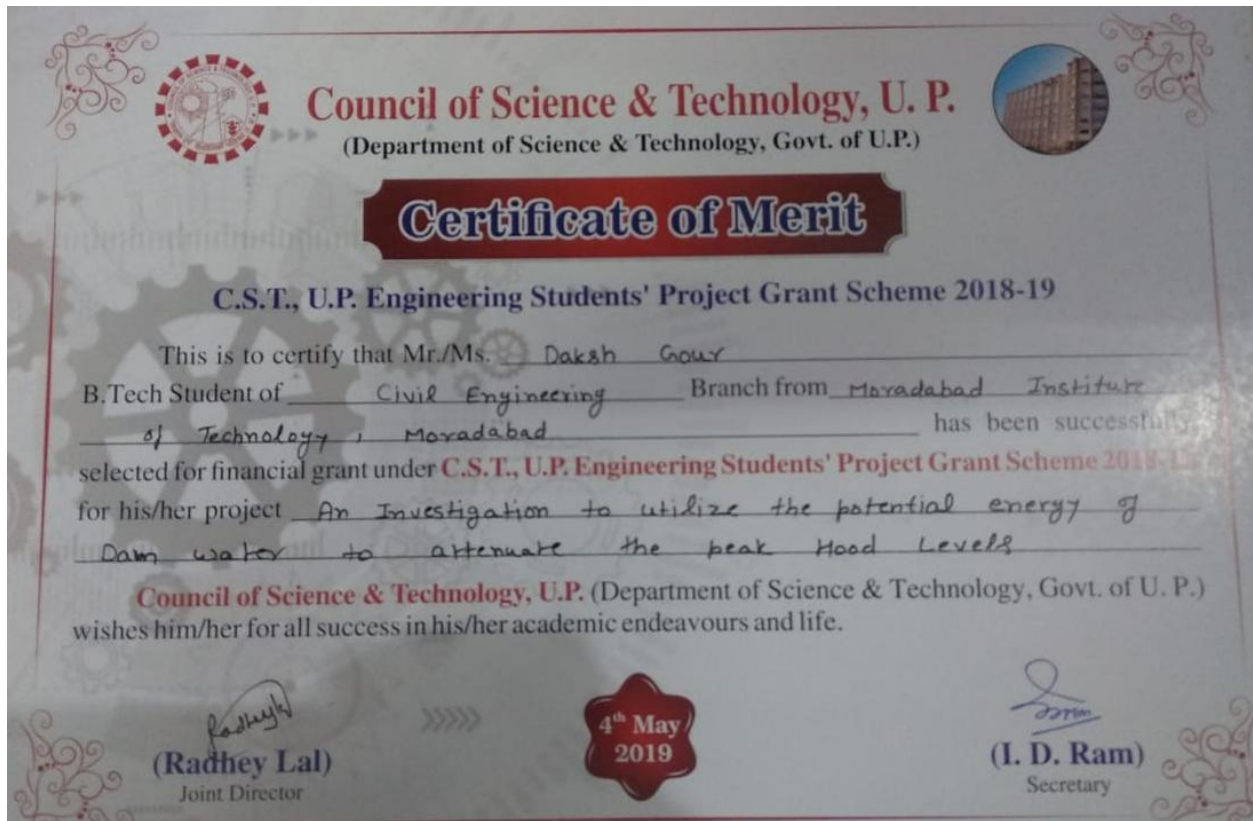 Council of Science & Technology, U. P.
(Department of Science & Technology, Govt. of U.P.)
Certificate of Merit
C.S.T., U.P. Engineering Students' Project Grant Scheme 2018-19
This is to certify that Mr./Ms. Daksh Gour
B.Tech Student of Civil Engineering Branch from Moradabad Institute
of Technology, Moradabad has been successfully
selected for financial grant under C.S.T., U.P. Engineering Students' Project Grant Scheme 2018-19
for his/her project An Investigation to utilize the potential energy of
Dam water to attenuate the peak flood Levels
Council of Science & Technology, U.P. (Department of Science & Technology, Govt. of U. P.)
wishes him/her for all success in his/her academic endeavours and life.
Radhey
(Radhey Lal)
Joint Director
4th May
2019
(I. D. Ram)
Secretary